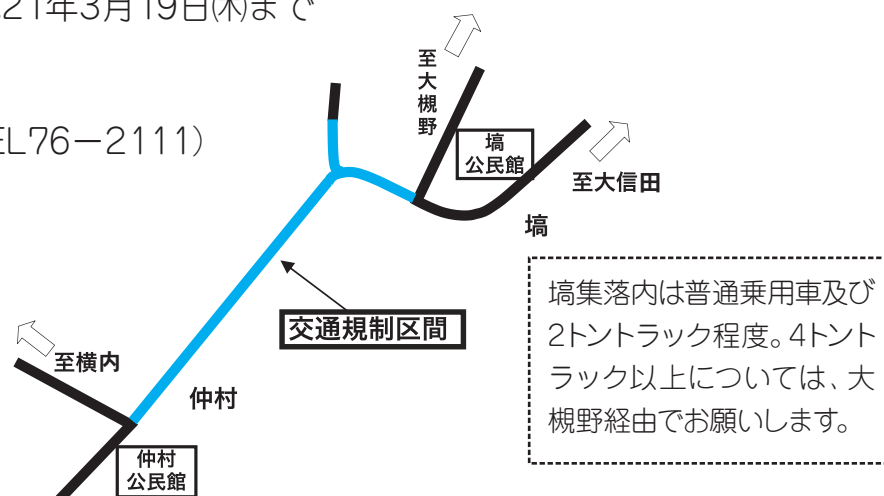 21年3月19日㈭まで
EL76－2111）
至大槻野
塙
公民館
至大信田
塙
交通規制区間
至横内
仲村
仲村
公民館
塙集落内は普通乗用車及び
2トントラック程度。4トント
ラック以上については、大
槻野経由でお願いします。